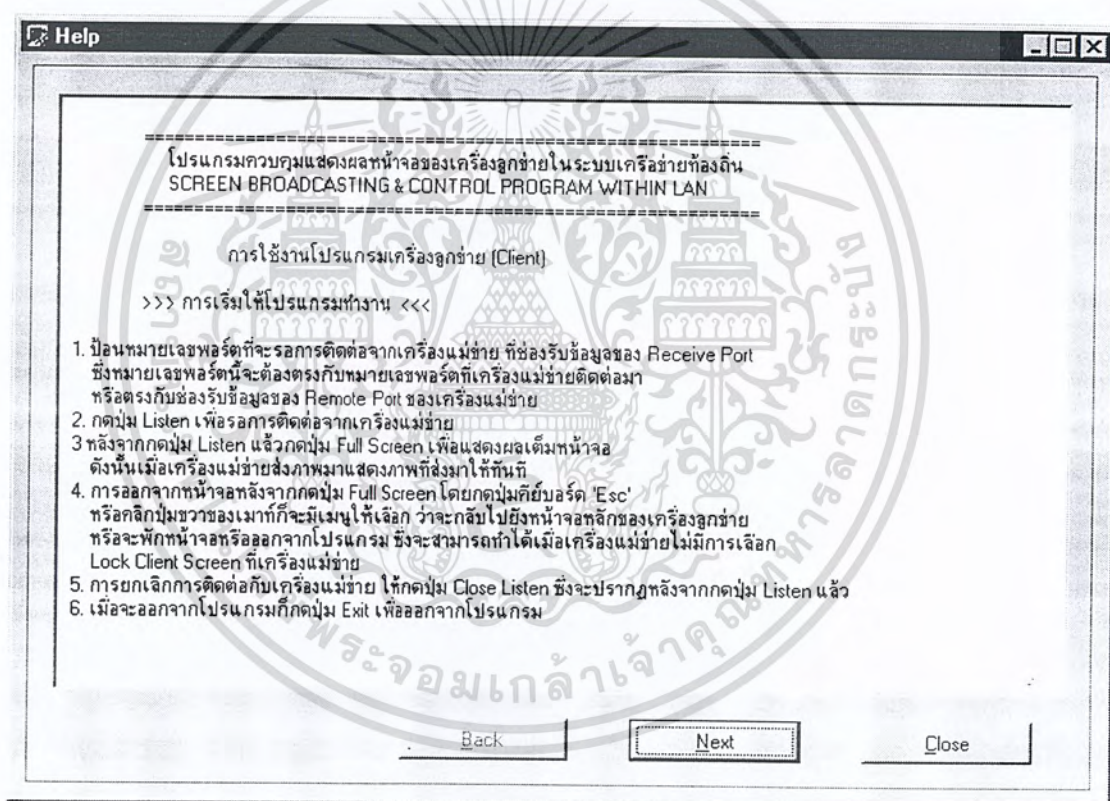 Help
==============================================================
โปรแกรมควบคุมแสดงผลหน้าจอของเครื่องลูกข่ายในระบบเครือข่ายท้องถิ่น
SCREEN BROADCASTING & CONTROL PROGRAM WITHIN LAN
==============================================================
การใช้งานโปรแกรมเครื่องลูกข่าย (Client)
>>> การเริ่มให้โปรแกรมทำงาน <<<
1. ป้อนหมายเลขพอร์ตที่จะรอการติดต่อจากเครื่องแม่ข่าย ที่ช่องรับข้อมูลของ Receive Port
ซึ่งหมายเลขพอร์ตนี้จะต้องตรงกับหมายเลขพอร์ตที่เครื่องแม่ข่ายติดต่อมา
หรือตรงกับช่องรับข้อมูลของ Remote Port ของเครื่องแม่ข่าย
2. กดปุ่ม Listen เพื่อรอการติดต่อจากเครื่องแม่ข่าย
3 หลังจากกดปุ่ม Listen แล้วกดปุ่ม Full Screen เพื่อแสดงผลเต็มหน้าจอ
ดังนั้นเมื่อเครื่องแม่ข่ายส่งภาพมาแสดงภาพที่ส่งมาให้ทันที
4. การออกจากหน้าจอหลังจากกดปุ่ม Full Screen โดยกดปุ่มคีย์บอร์ด 'Esc'
หรือคลิกปุ่มขวาของเมาท์ก็จะมีเมนูให้เลือก ว่าจะกลับไปยังหน้าจอหลักของเครื่องลูกข่าย
หรือจะพักหน้าจอหรือออกจากโปรแกรม ซึ่งจะสามารถทำได้เมื่อเครื่องแม่ข่ายไม่มีการเลือก
Lock Client Screen ที่เครื่องแม่ข่าย
5. การยกเลิกการติดต่อกับเครื่องแม่ข่าย ให้กดปุ่ม Close Listen ซึ่งจะปรากฏหลังจากกดปุ่ม Listen แล้ว
6. เมื่อจะออกจากโปรแกรมก็กดปุ่ม Exit เพื่อออกจากโปรแกรม
Back
Next
Close
พระจอมเกล้าเจ้าคุณทหารลาดกระบัง